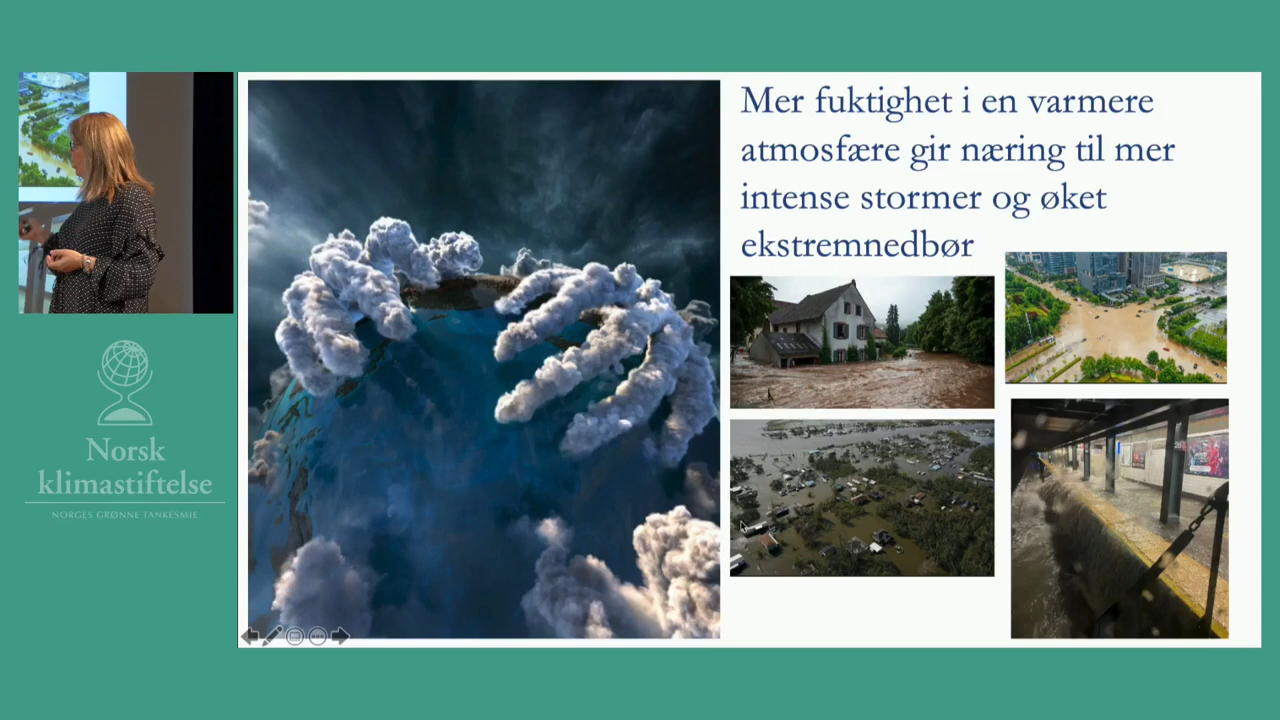 Mer fuktighet i en varmere
atmosfære gir næring til mer
intense stormer og øket
ekstremnedbør
Norsk
klimastiftelse
NORGES GRØNNE TANKESMIE